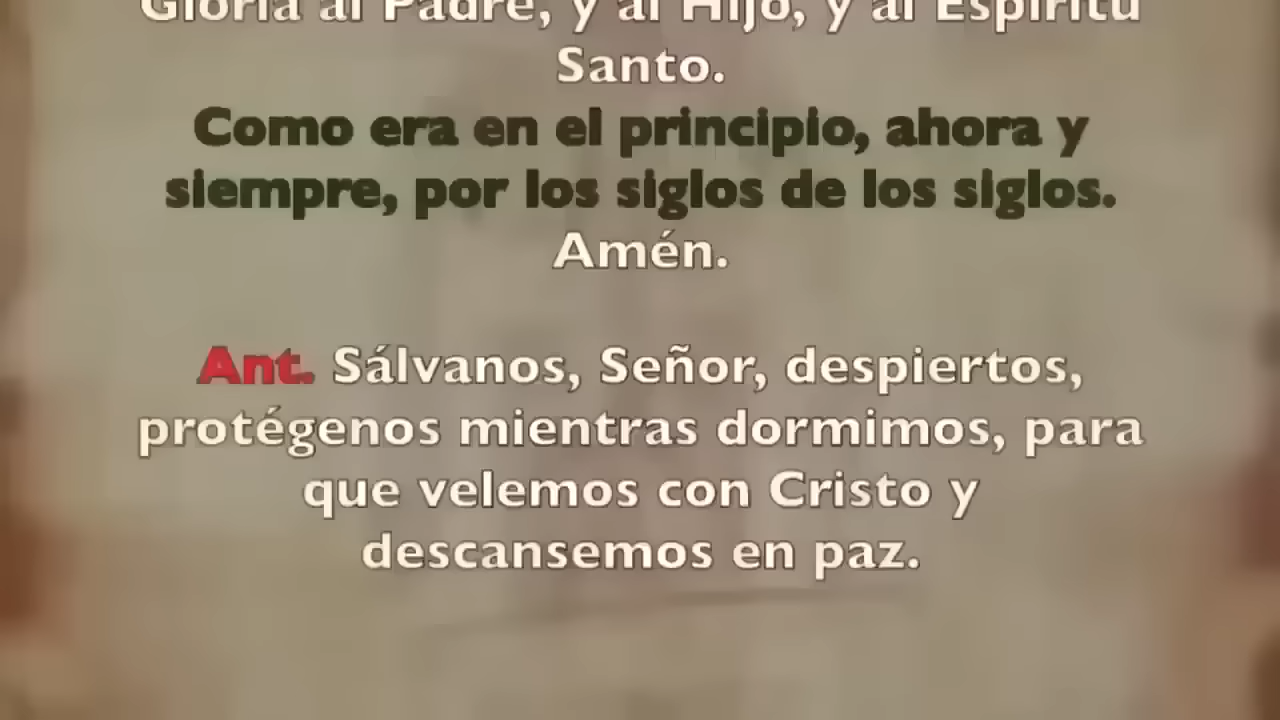 Gloria al Padre, y al Hijo, y al Espíritu
Santo.
Como era en el principio, ahora y
siempre, por los siglos de los siglos.
Amén.
Ant. Sálvanos, Señor, despiertos,
protégenos mientras dormimos, para
que velemos con Cristo y
descansemos en paz.